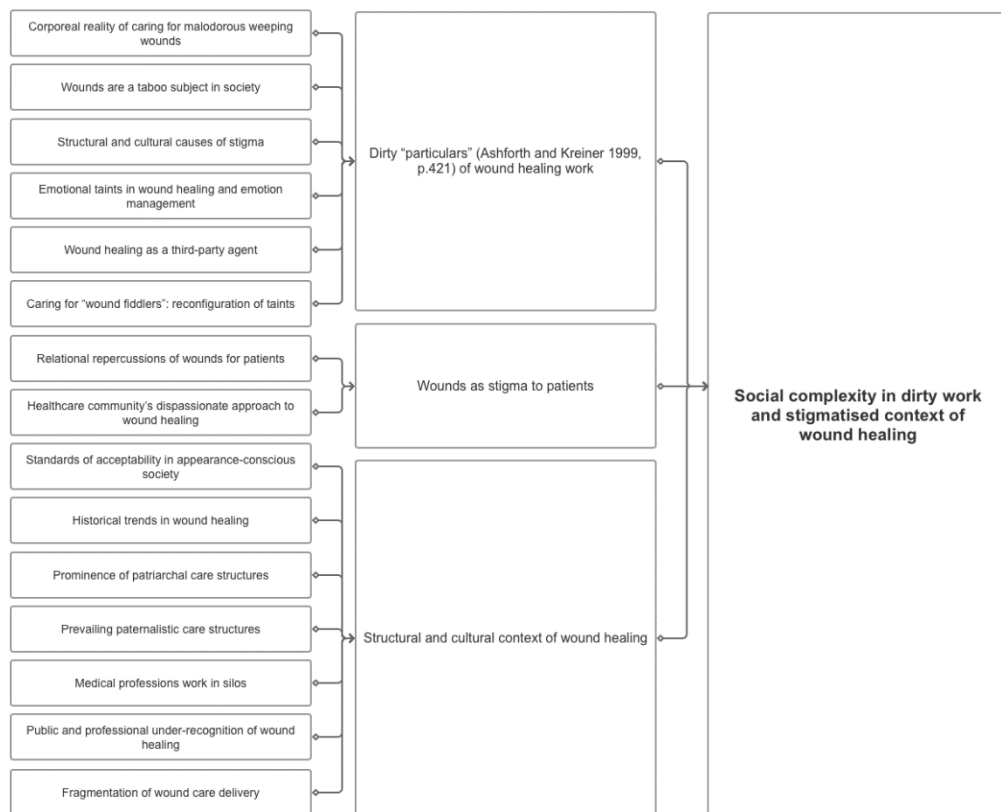 Corporeal reality of caring for malodorous weeping
wounds
Wounds are a taboo subject in society
Structural and cultural causes of stigma
Emotional taints in wound healing and emotion
management
Wound healing as a third-party agent
Caring for “wound fiddlers”: reconfiguration of taints
Relational repercussions of wounds for patients
Healthcare community’s dispassionate approach to
wound healing
Standards of acceptability in appearance-conscious
society
Historical trends in wound healing
Prominence of patriarchal care structures
Prevailing paternalistic care structures
Medical professions work in silos
Public and professional under-recognition of wound
healing
Fragmentation of wound care delivery
Dirty “particulars” (Ashforth and Kreiner 1999,
p.421) of wound healing work
Wounds as stigma to patients
Structural and cultural context of wound healing
Social complexity in dirty work
and stigmatised context of
wound healing